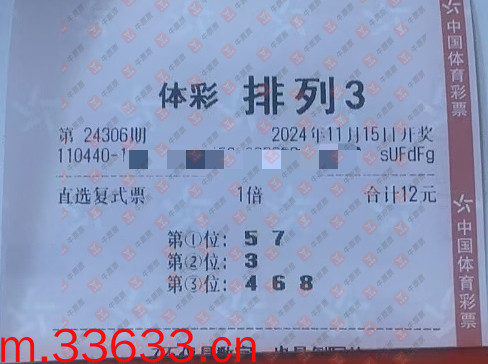 体彩 排列3
第 24306期 2024年11月15日开奖
110440-1 sUFdFg
直选复式票 1倍 合计12元
第①位: 5 7
第②位: 3
第③位: 4 6 8
中国体育彩票
中国体育彩票
m.33633.cn